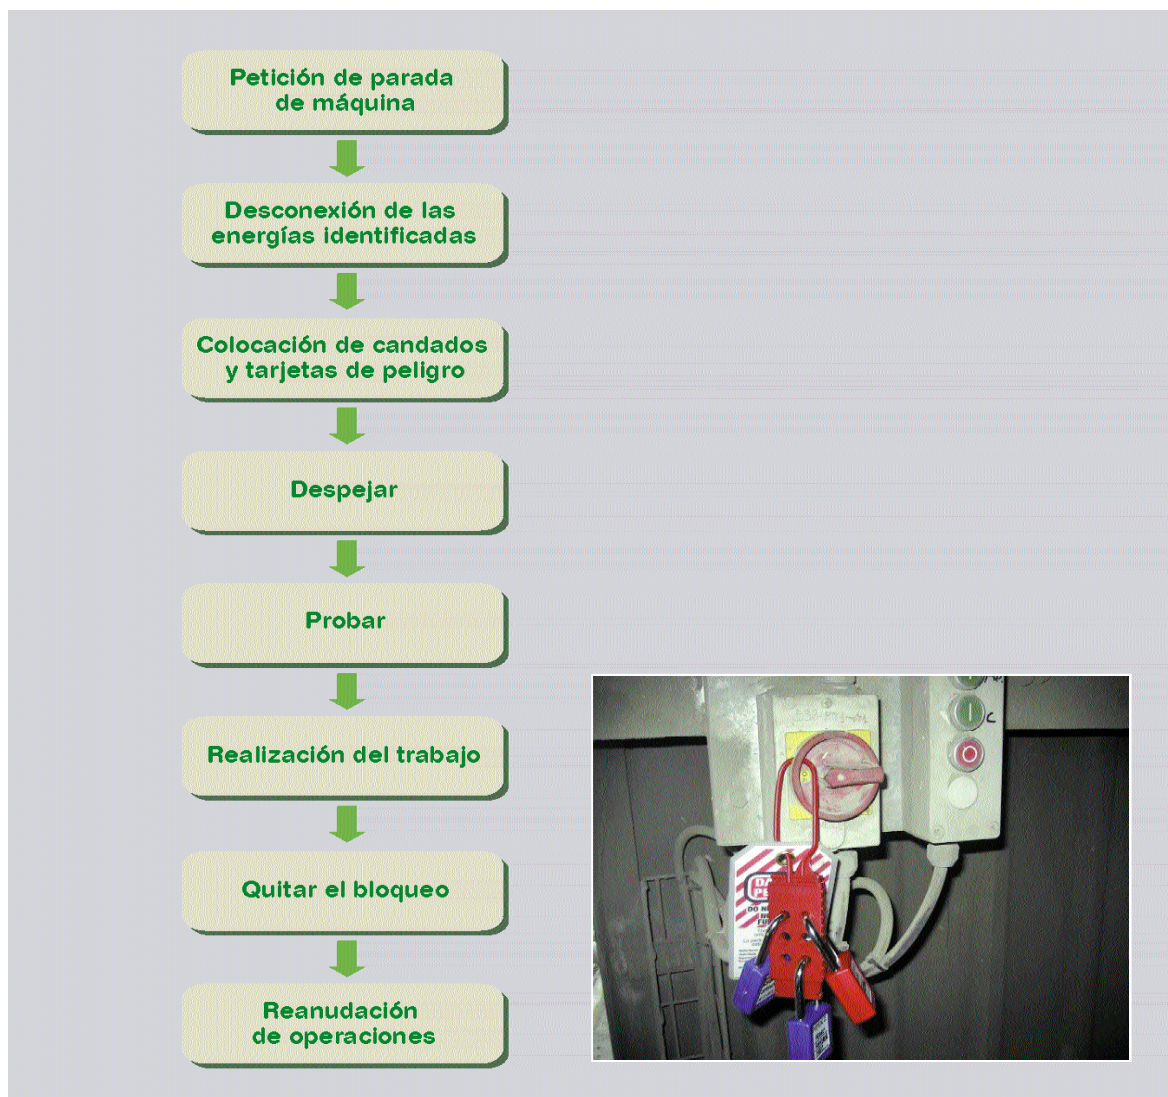 Petición de parada
de máquina
Desconexión de las
energías identificadas
Colocación de candados
y tarjetas de peligro
Despejar
Probar
Realización del trabajo
Quitar el bloqueo
Reanudación
de operaciones
C
DO